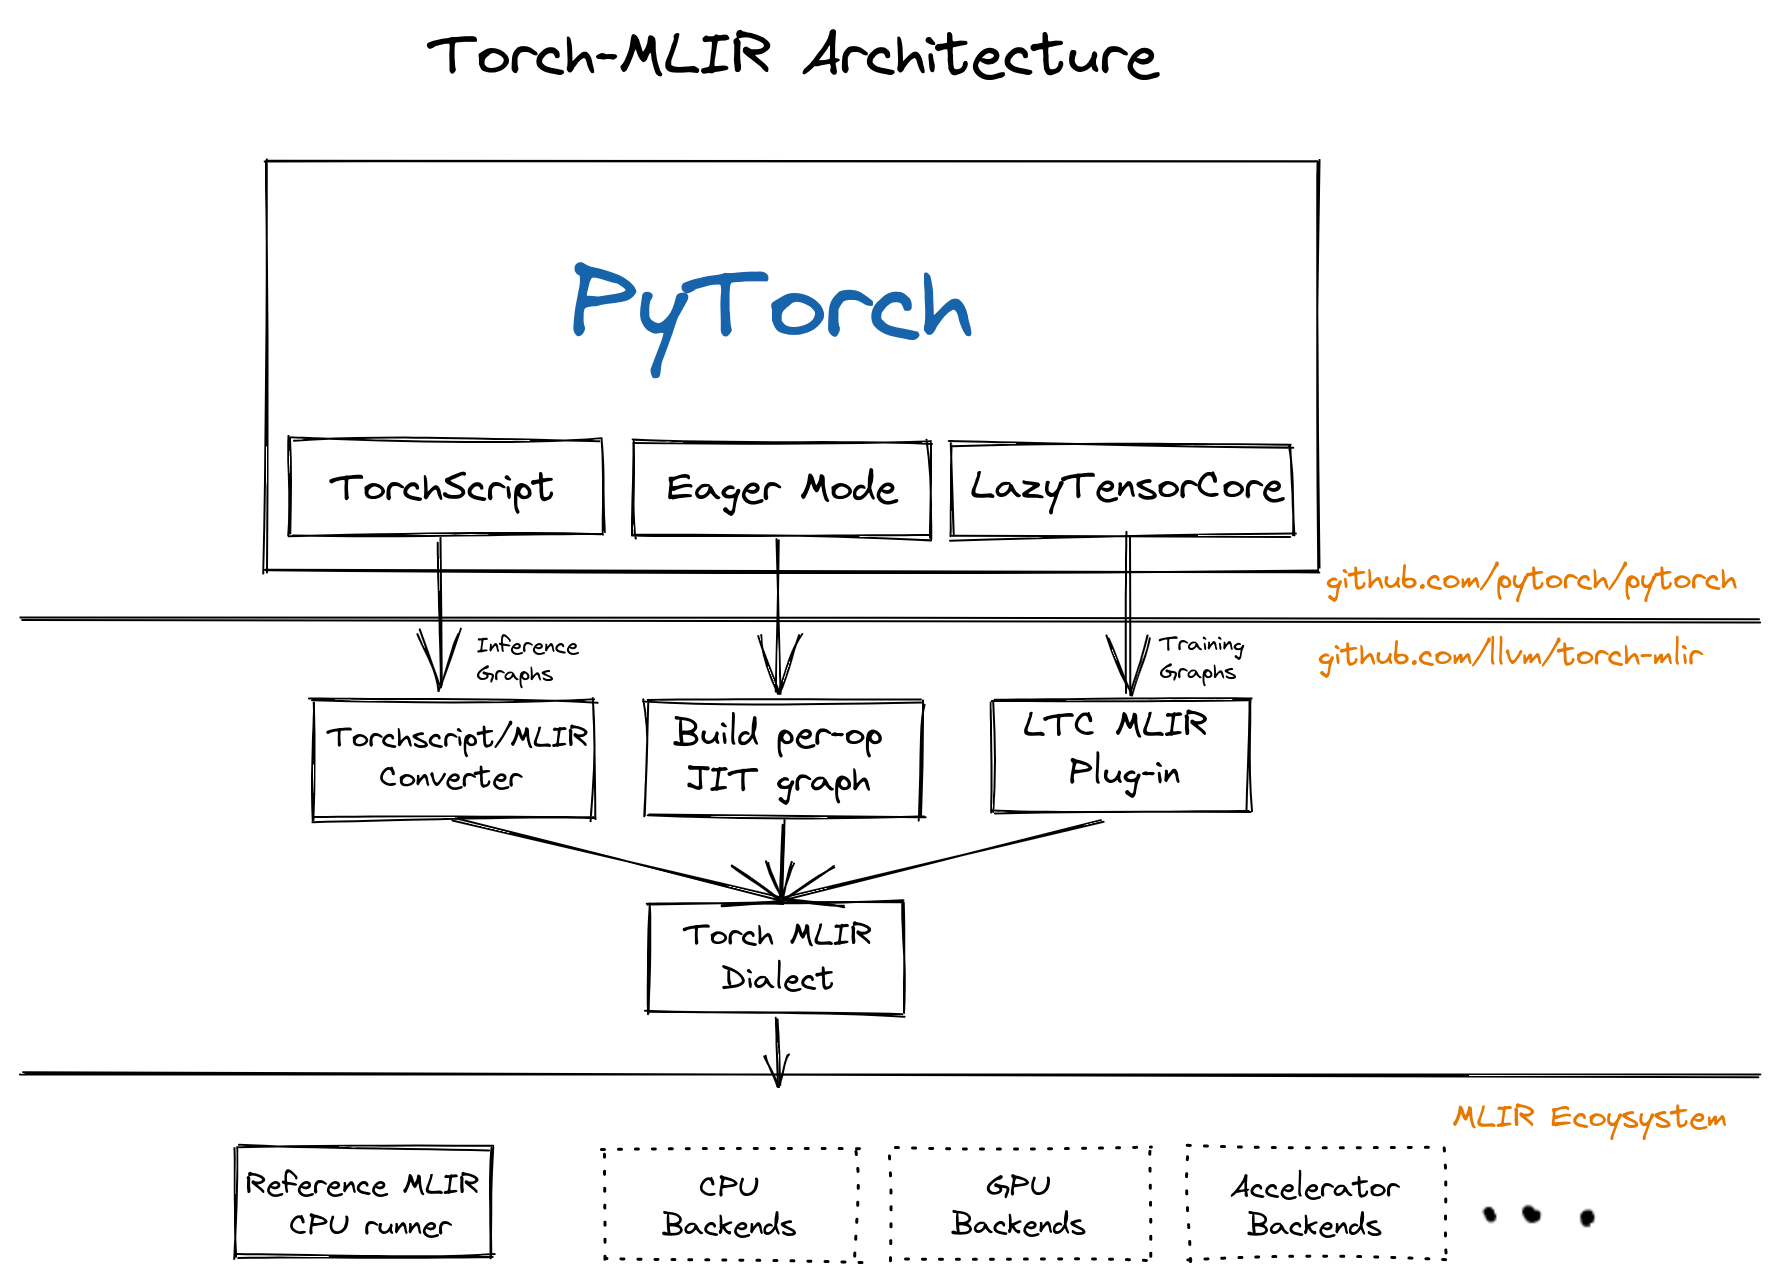 Torch-MLIR Architecture
PyTorch
TorchScript
Eager Mode
LazyTensorCore
github.com/pytorch/pytorch
github.com/llvm/torch-mlir
Inference
Graphs
Training
Graphs
Torchscript/MLIR
Converter
Build per-op
JIT graph
LTC MLIR
Plug-in
Torch MLIR
Dialect
MLIR Ecoysystem
Reference MLIR
CPU runner
CPU
Backends
GPU
Backends
Accelerator
Backends